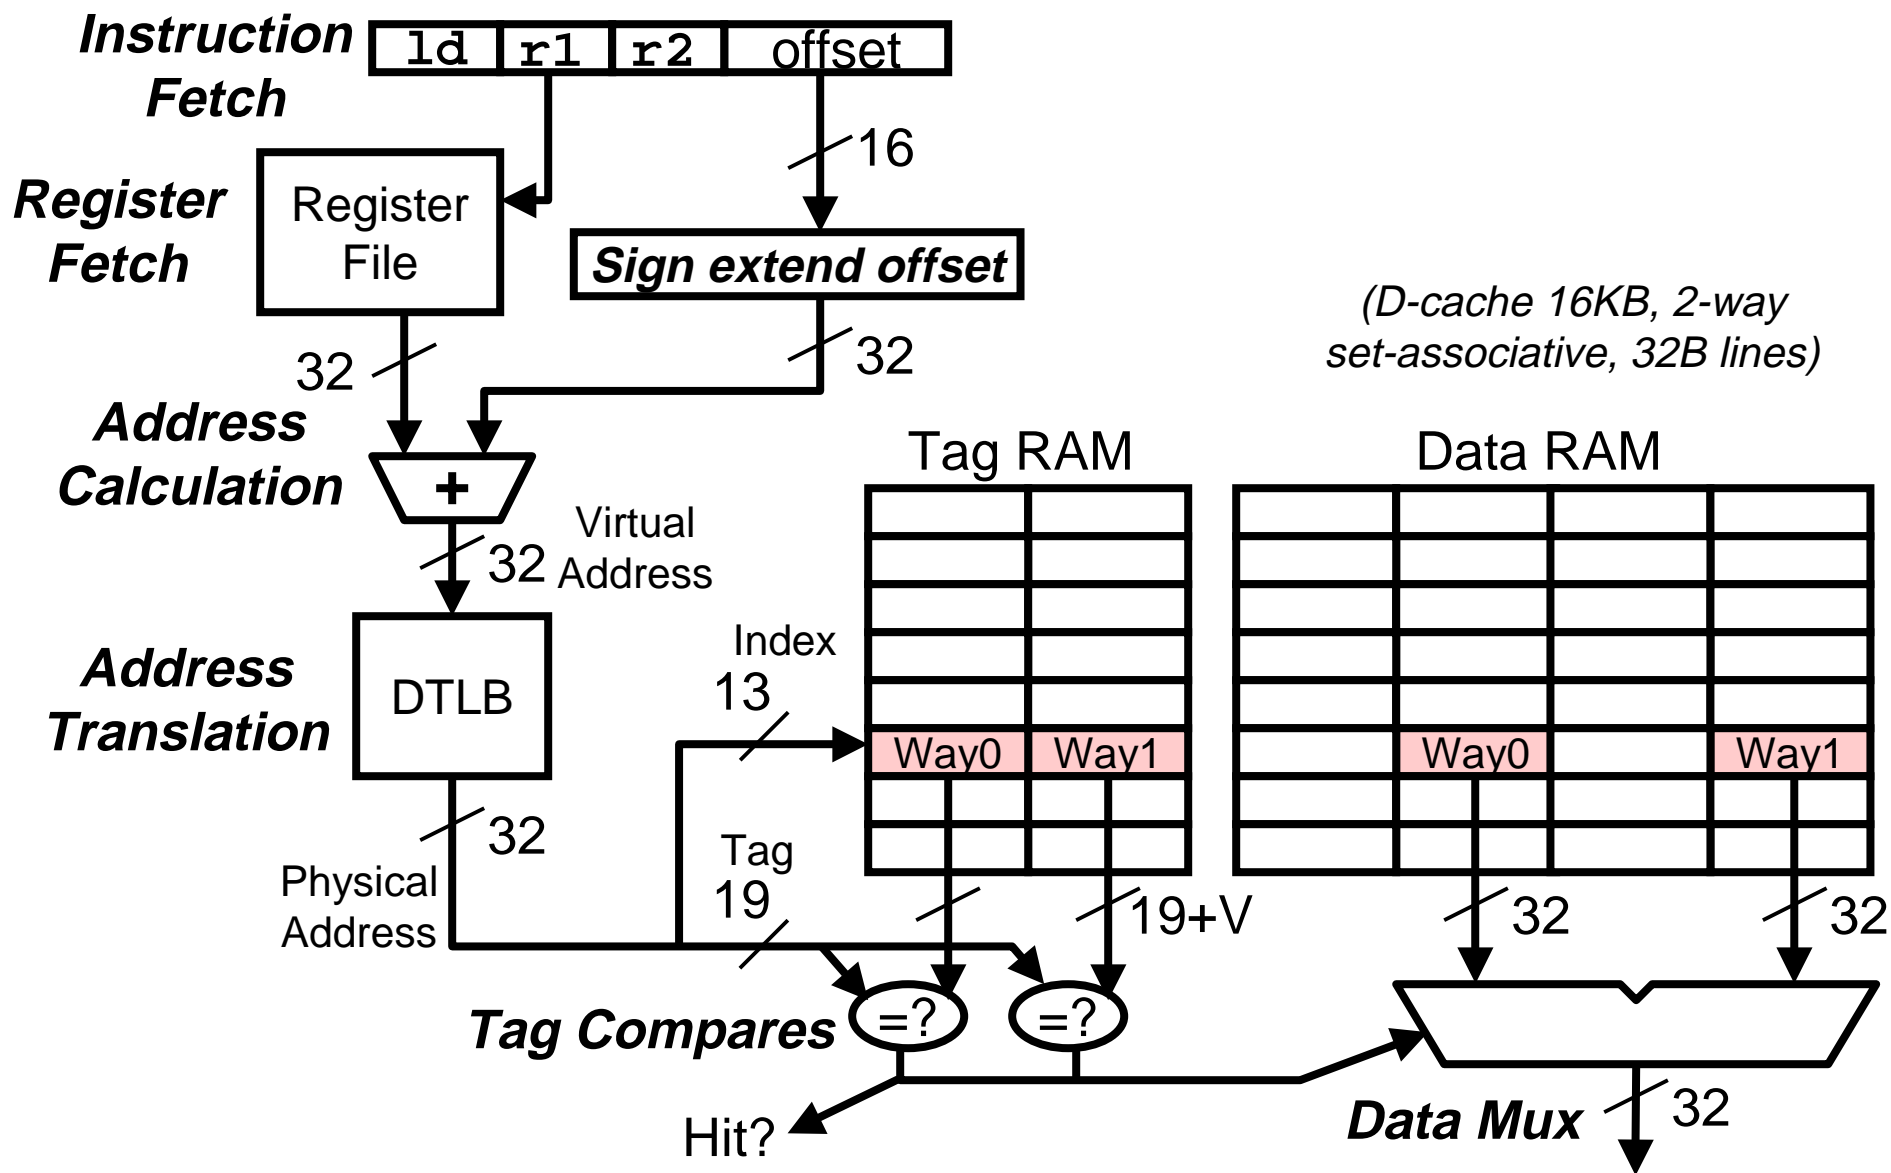 Instruction
Fetch
ld r1 r2 offset
16
Register
Fetch
Register
File
Sign extend offset
32
32
(D-cache 16KB, 2-way
set-associative, 32B lines)
Address
Calculation
+
32
Virtual
Address
Tag RAM
Data RAM
Address
Translation
DTLB
Index
13
Way0 Way1
Way0 Way1
32
Physical
Address
Tag
19
19+V
32
32
Tag Compares
=? =?
Hit?
Data Mux
32